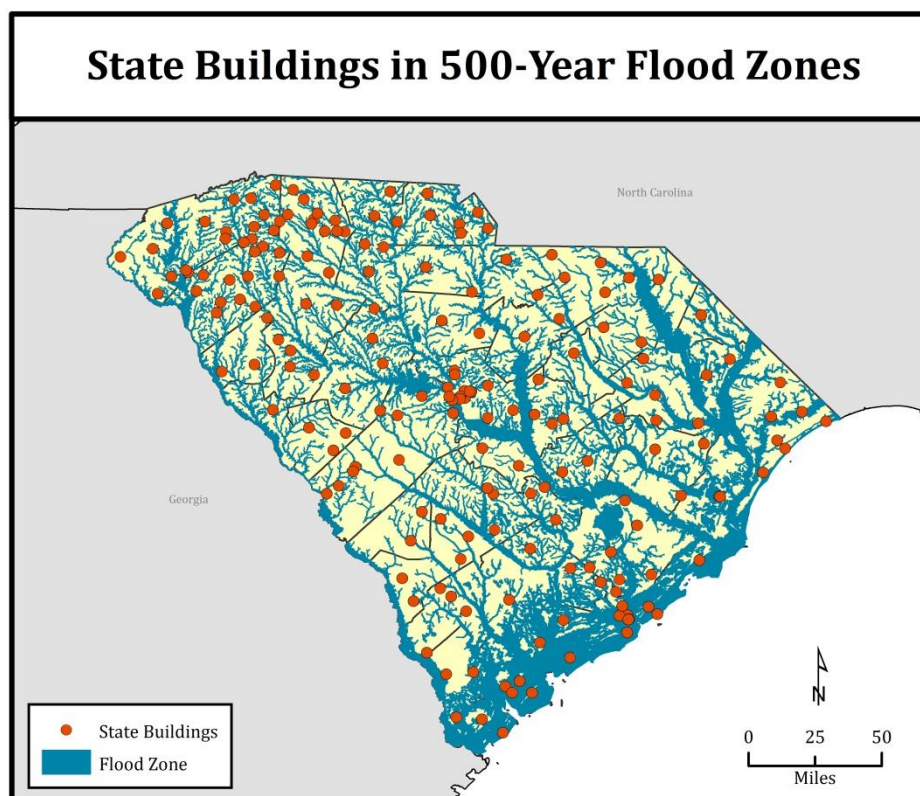 State Buildings in 500-Year Flood Zones
North Carolina
Georgia
State Buildings
Flood Zone
N
0 25 50
Miles